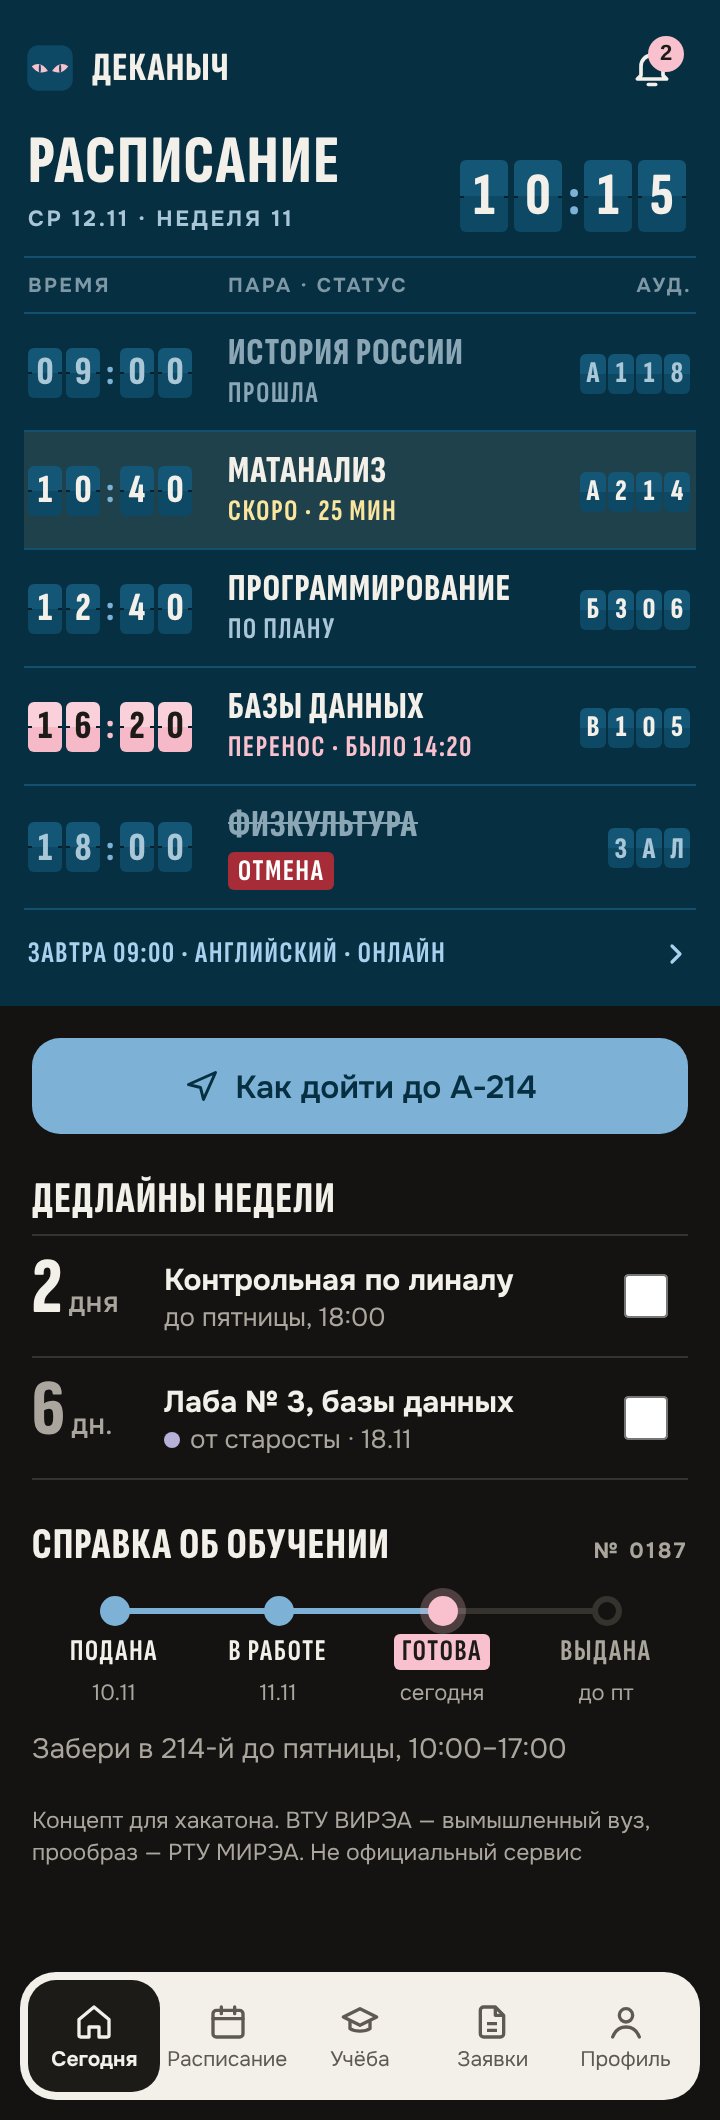 ДЕКАНЫЧ
2
РАСПИСАНИЕ
10:15
СР 12.11 · НЕДЕЛЯ 11
ВРЕМЯ ПАРА · СТАТУС АУД.
09:00 ИСТОРИЯ РОССИИ А118
ПРОШЛА
10:40 МАТАНАЛИЗ А214
СКОРО · 25 МИН
12:40 ПРОГРАММИРОВАНИЕ Б306
ПО ПЛАНУ
16:20 БАЗЫ ДАННЫХ В105
ПЕРЕНОС · БЫЛО 14:20
18:00 ФИЗКУЛЬТУРА ЗАЛ
ОТМЕНА
ЗАВТРА 09:00 · АНГЛИЙСКИЙ · ОНЛАЙН
Как дойти до А-214
ДЕДЛАЙНЫ НЕДЕЛИ
2 дня Контрольная по линалу
до пятницы, 18:00
6 дн. Лаба № 3, базы данных
от старосты · 18.11
СПРАВКА ОБ ОБУЧЕНИИ № 0187
ПОДАНА В РАБОТЕ ГОТОВА ВЫДАНА
10.11 11.11 сегодня до пт
Забери в 214-й до пятницы, 10:00–17:00
Концепт для хакатона. ВТУ ВИРЭА — вымышленный вуз,
прообраз — РТУ МИРЭА. Не официальный сервис
Сегодня Расписание Учёба Заявки Профиль